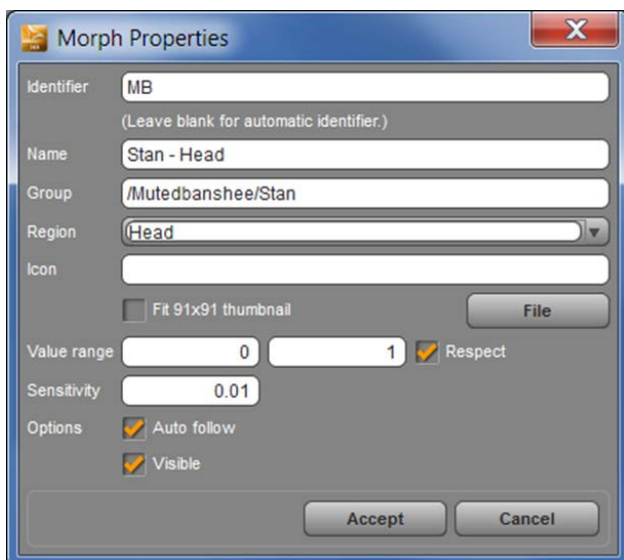 Morph Properties
Identifier MB
(Leave blank for automatic identifier.)
Name Stan - Head
Group /Mutedbanshee/Stan
Region Head
Icon
Fit 91x91 thumbnail File
Value range 0 1 Respect
Sensitivity 0.01
Options Auto follow
Visible
Accept Cancel